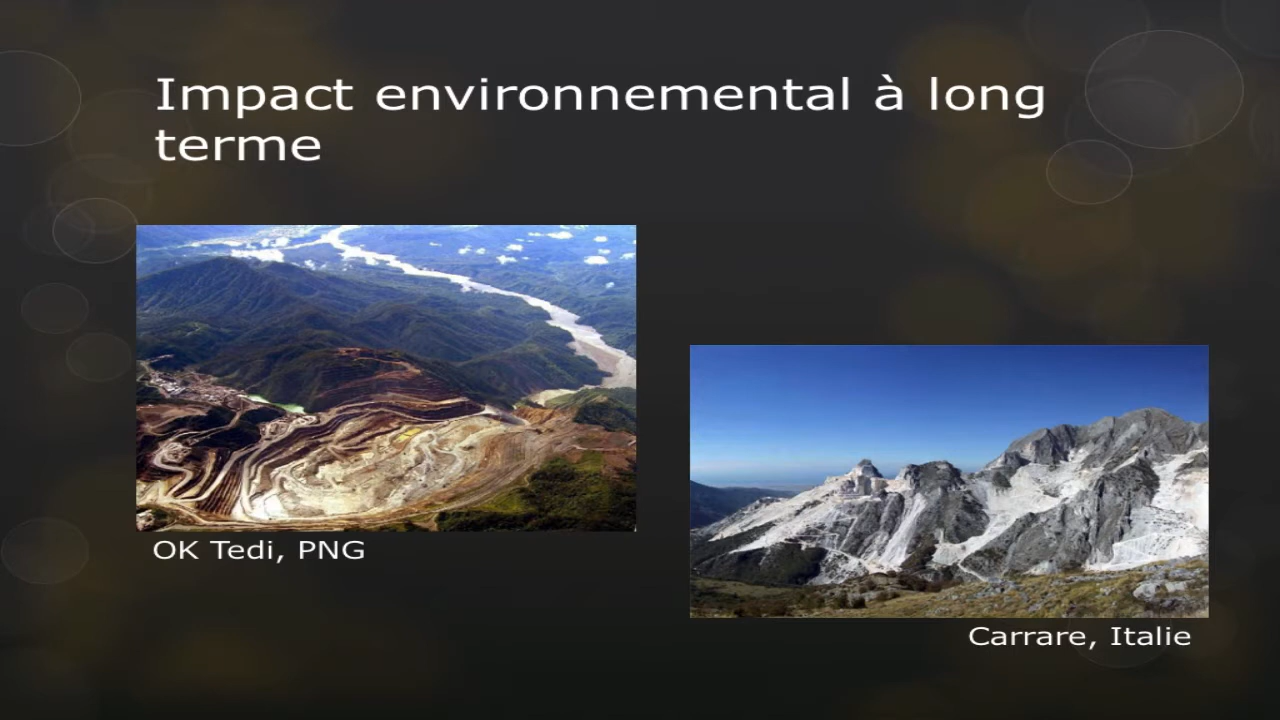 Impact environnemental à long
terme
OK Tedi, PNG
Carrare, Italie